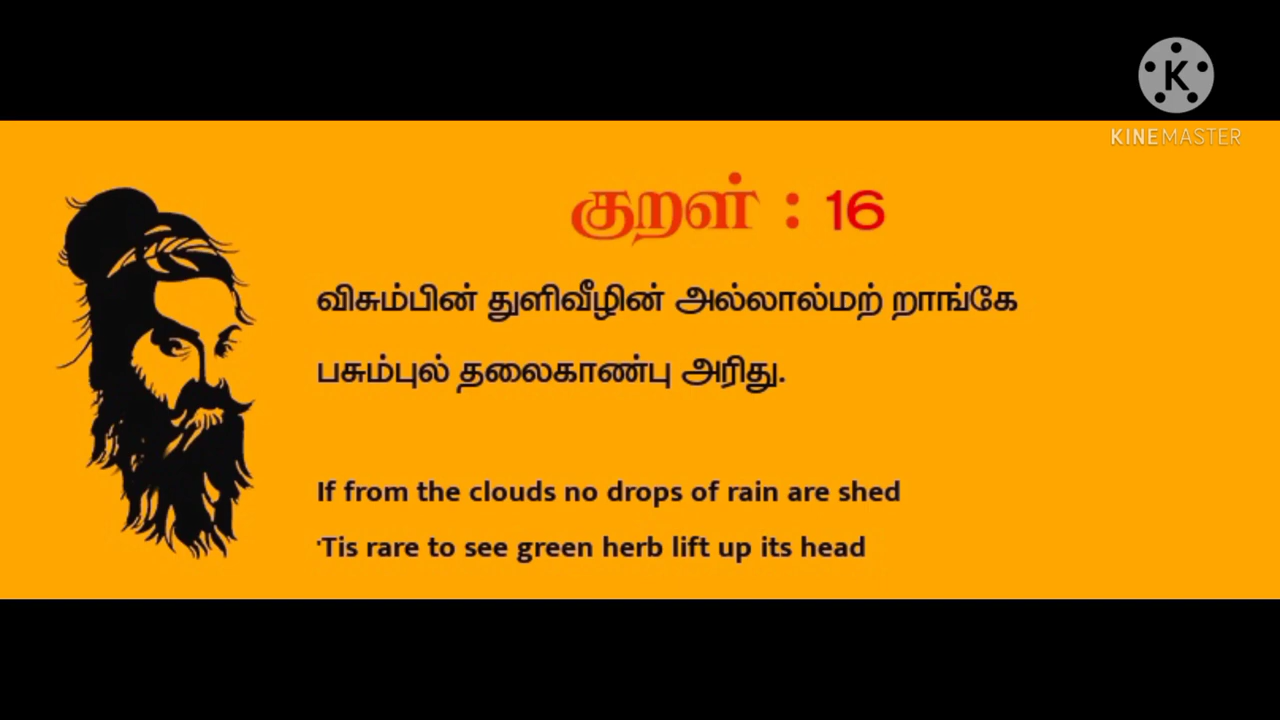 K
KINEMASTER
குறள் : 16
விசும்பின் துளிவீழின் அல்லால்மற் றாங்கே
பசும்புல் தலைகாண்பு அரிது.
If from the clouds no drops of rain are shed
'Tis rare to see green herb lift up its head